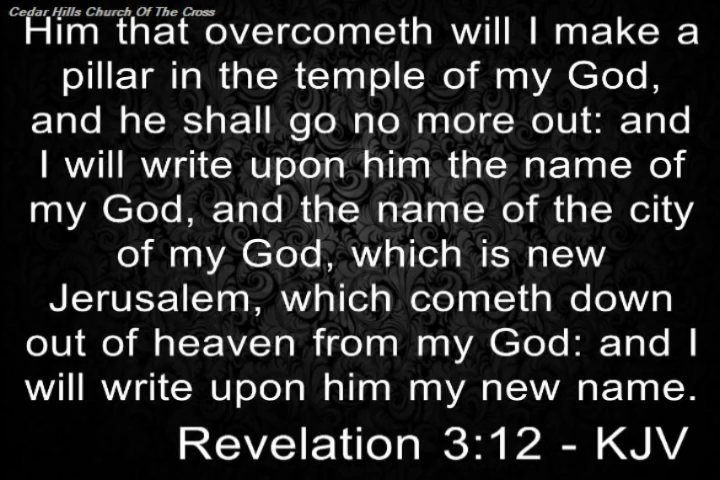 Cedar Hills Church Of The Cross
Him that overcometh will I make a
pillar in the temple of my God,
and he shall go no more out: and
I will write upon him the name of
my God, and the name of the city
of my God, which is new
Jerusalem, which cometh down
out of heaven from my God: and I
will write upon him my new name.
Revelation 3:12 - KJV